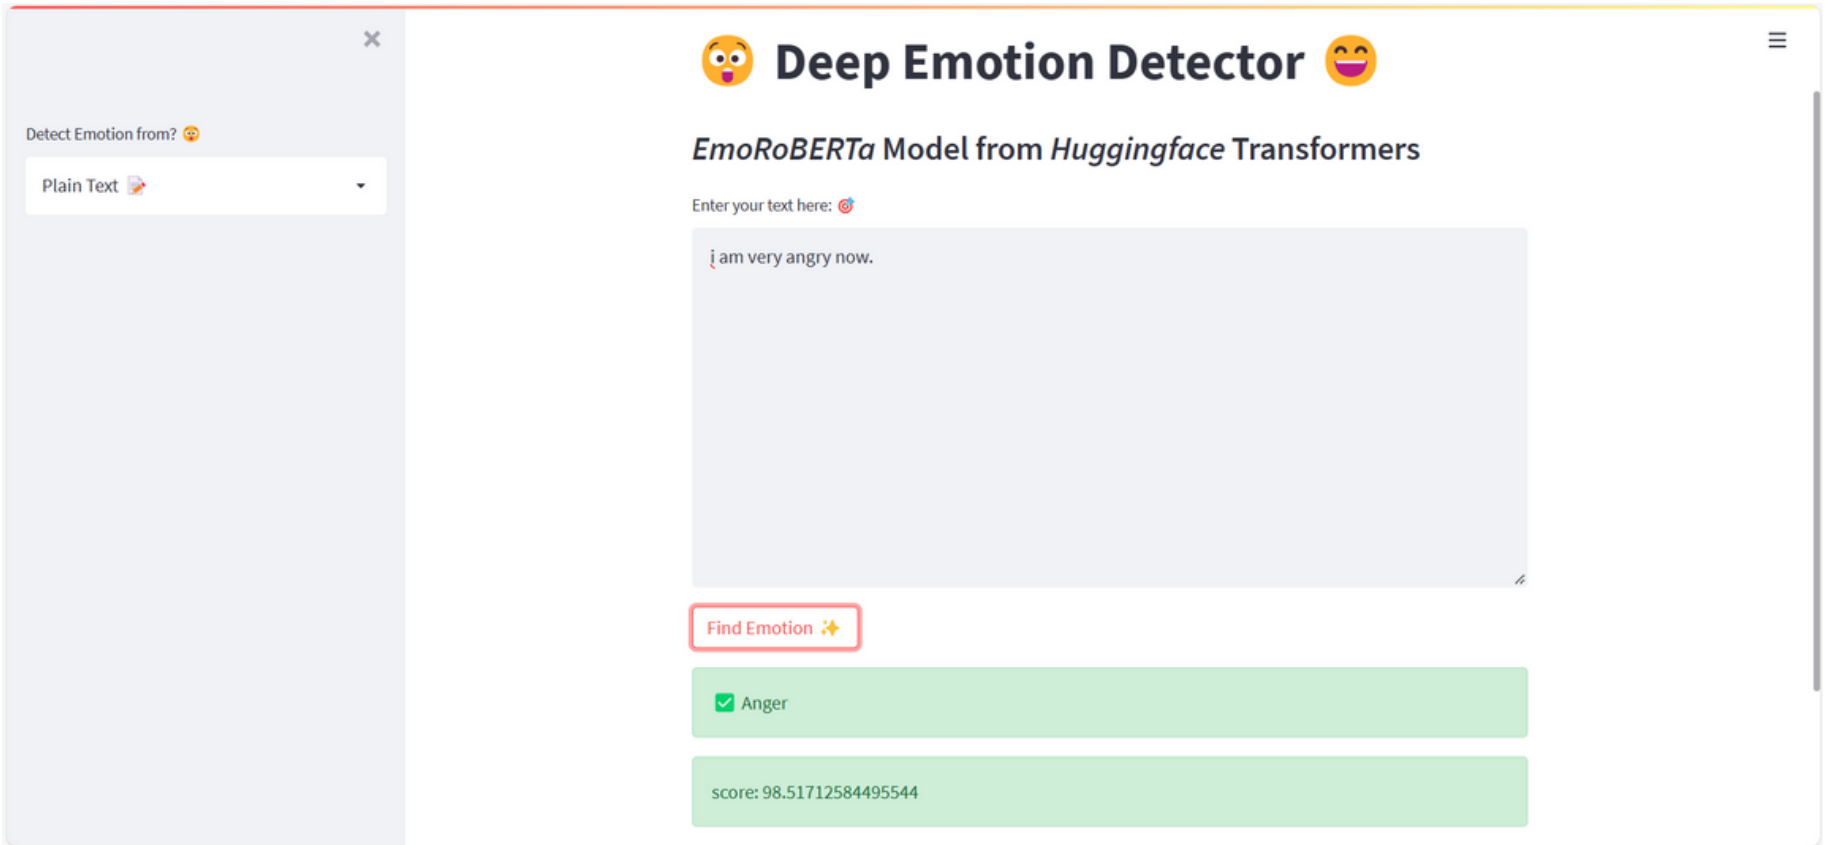 Detect Emotion from? 😳
Plain Text 📝
😲 Deep Emotion Detector 😄
EmoRoBERTa Model from Huggingface Transformers
Enter your text here: 🎯
i am very angry now.
Find Emotion ✨
✅ Anger
score: 98.51712584495544